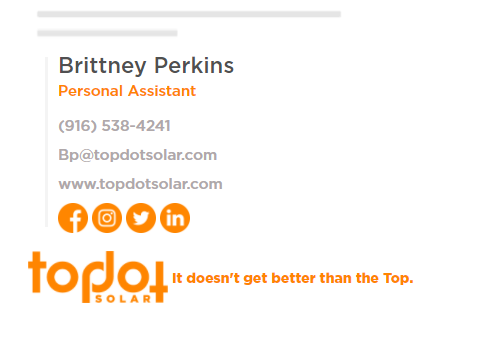 Brittney Perkins
Personal Assistant
(916) 538-4241
Bp@topdotsolar.com
www.topdotsolar.com
topdot
SOLAR
It doesn't get better than the Top.